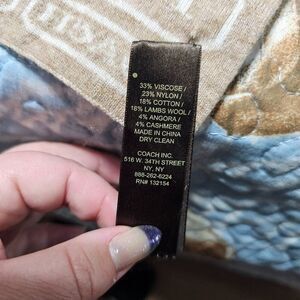 33% VISCOSE /
23% NYLON /
18% COTTON /
18% LAMBS WOOL /
4% ANGORA /
4% CASHMERE
MADE IN CHINA
DRY CLEAN
COACH INC.
516 W. 34TH STREET
NY, NY
888-262-6224
RN# 132154